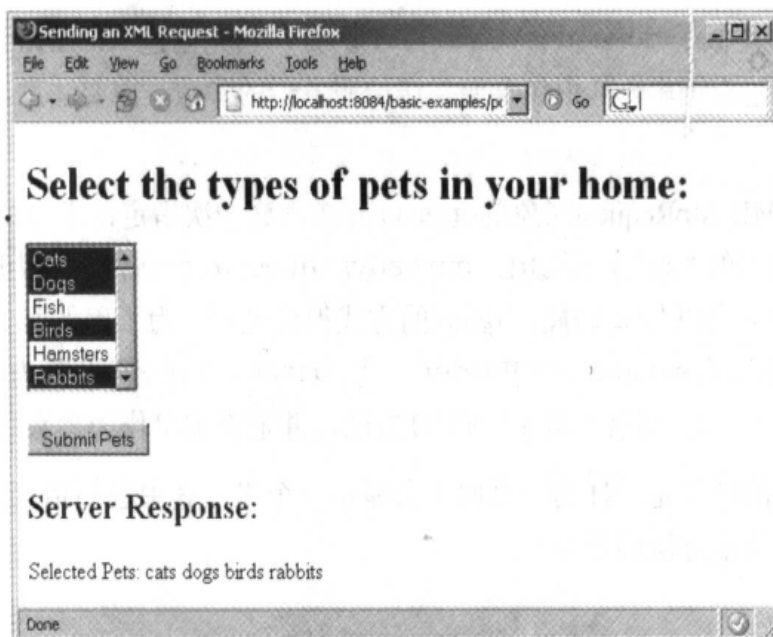 Sending an XML Request - Mozilla Firefox
File Edit View Go Bookmarks Tools Help
http://localhost:8084/basic-examples/ Go
Select the types of pets in your home:
Cats
Dogs
Fish
Birds
Hamsters
Rabbits
Submit Pets
Server Response:
Selected Pets: cats dogs birds rabbits
Done